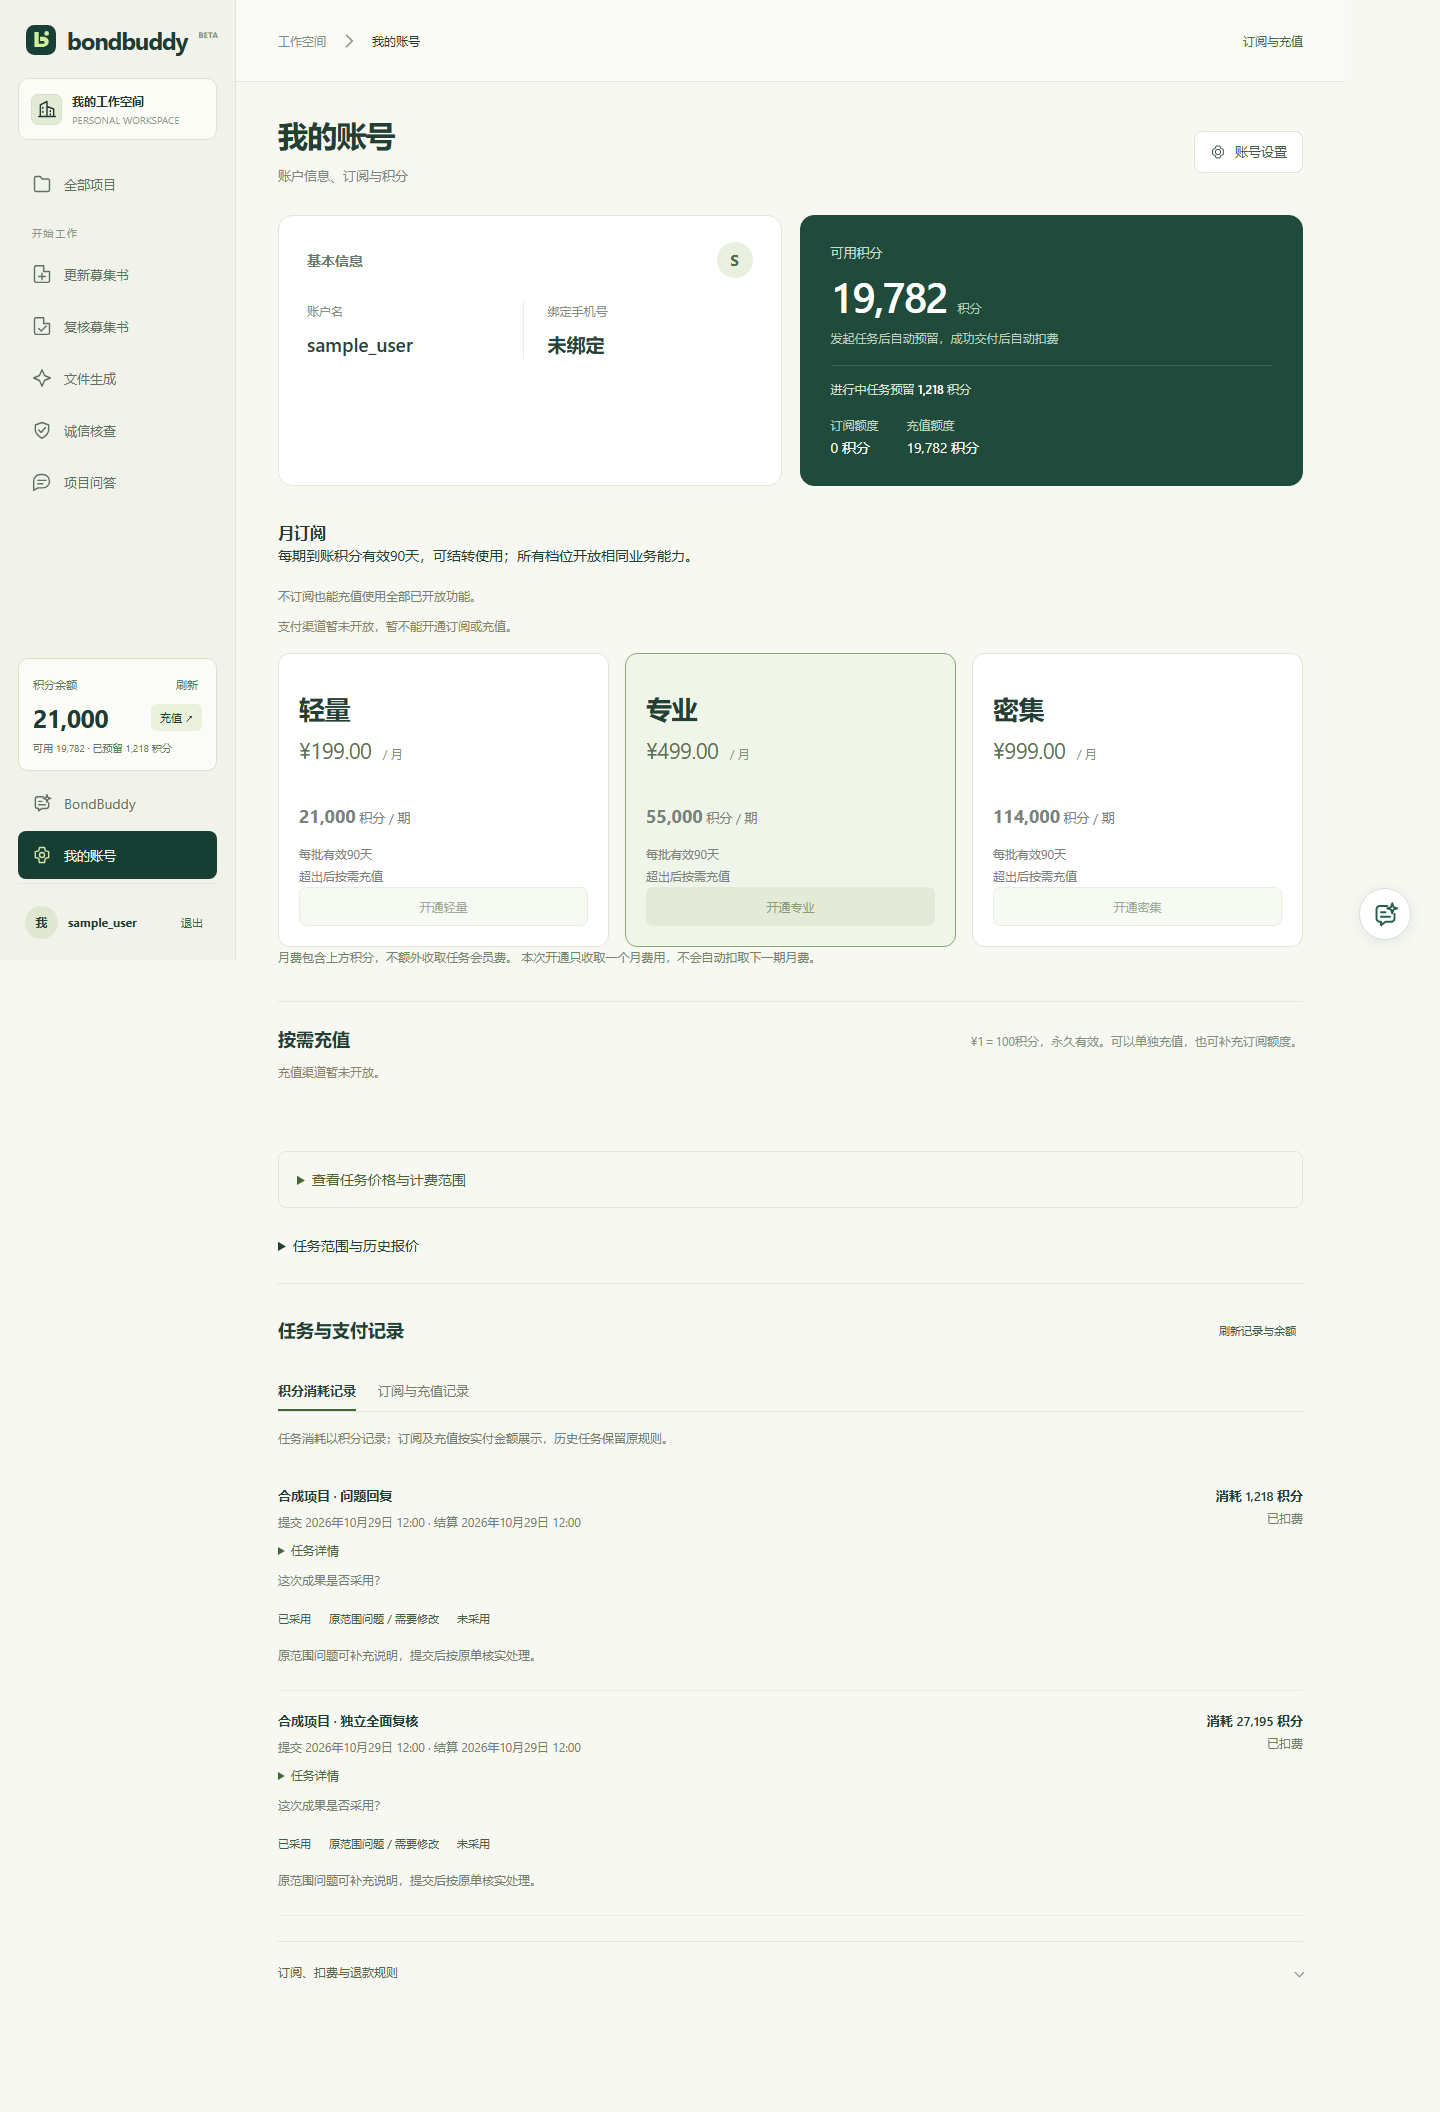 bondbuddy BETA
我的工作空间
PERSONAL WORKSPACE
全部项目
开始工作
更新募集书
复核募集书
文件生成
诚信核查
项目问答
积分余额 刷新
21,000 充值 ↗
可用 19,782 · 已预留 1,218 积分
BondBuddy
我的账号
我 sample_user 退出
工作空间 我的账号 订阅与充值
我的账号
账户信息、订阅与积分
账号设置
基本信息 S
账户名 绑定手机号
sample_user 未绑定
可用积分
19,782 积分
发起任务后自动预留，成功交付后自动扣费
进行中任务预留 1,218 积分
订阅额度 充值额度
0 积分 19,782 积分
月订阅
每期到账积分有效90天，可结转使用；所有档位开放相同业务能力。
不订阅也能充值使用全部已开放功能。
支付渠道暂未开放，暂不能开通订阅或充值。
轻量
¥199.00 / 月
21,000 积分 / 期
每批有效90天
超出后按需充值
开通轻量
专业
¥499.00 / 月
55,000 积分 / 期
每批有效90天
超出后按需充值
开通专业
密集
¥999.00 / 月
114,000 积分 / 期
每批有效90天
超出后按需充值
开通密集
月费包含上方积分，不额外收取任务会员费。 本次开通只收取一个月费用，不会自动扣取下一期月费。
按需充值 ¥1 = 100积分，永久有效。可以单独充值，也可补充订阅额度。
充值渠道暂未开放。
查看任务价格与计费范围
任务范围与历史报价
任务与支付记录 刷新记录与余额
积分消耗记录 订阅与充值记录
任务消耗以积分记录；订阅及充值按实付金额展示，历史任务保留原规则。
合成项目 · 问题回复 消耗 1,218 积分
提交 2026年10月29日 12:00 · 结算 2026年10月29日 12:00 已扣费
任务详情
这次成果是否采用？
已采用 原范围问题 / 需要修改 未采用
原范围问题可补充说明，提交后按原单核实处理。
合成项目 · 独立全面复核 消耗 27,195 积分
提交 2026年10月29日 12:00 · 结算 2026年10月29日 12:00 已扣费
任务详情
这次成果是否采用？
已采用 原范围问题 / 需要修改 未采用
原范围问题可补充说明，提交后按原单核实处理。
订阅、扣费与退款规则